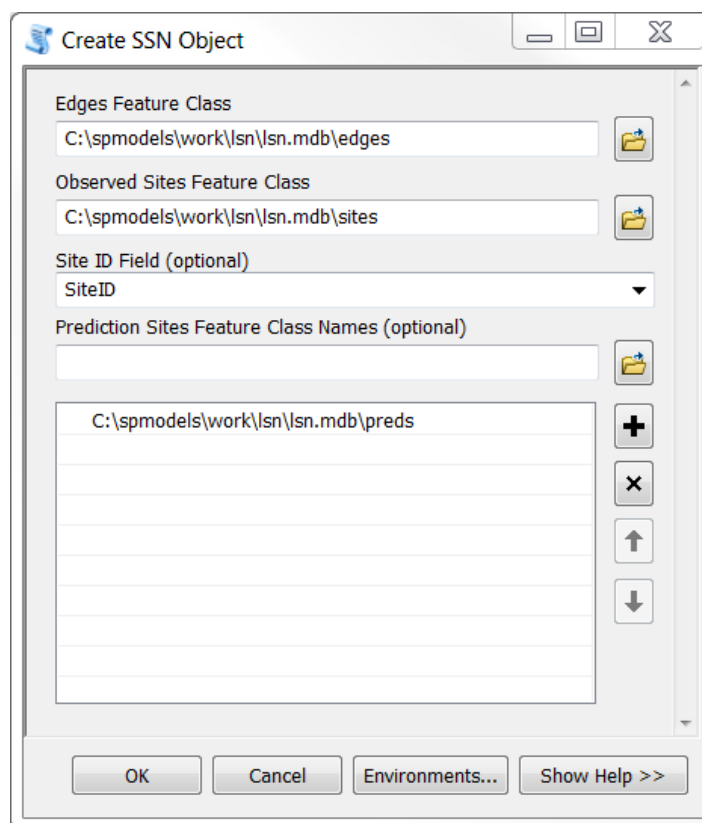 Create SSN Object
Edges Feature Class
C:\spmodels\work\lsn\lsn.mdb\edges
Observed Sites Feature Class
C:\spmodels\work\lsn\lsn.mdb\sites
Site ID Field (optional)
SiteID
Prediction Sites Feature Class Names (optional)
C:\spmodels\work\lsn\lsn.mdb\preds
OK Cancel Environments... Show Help >>